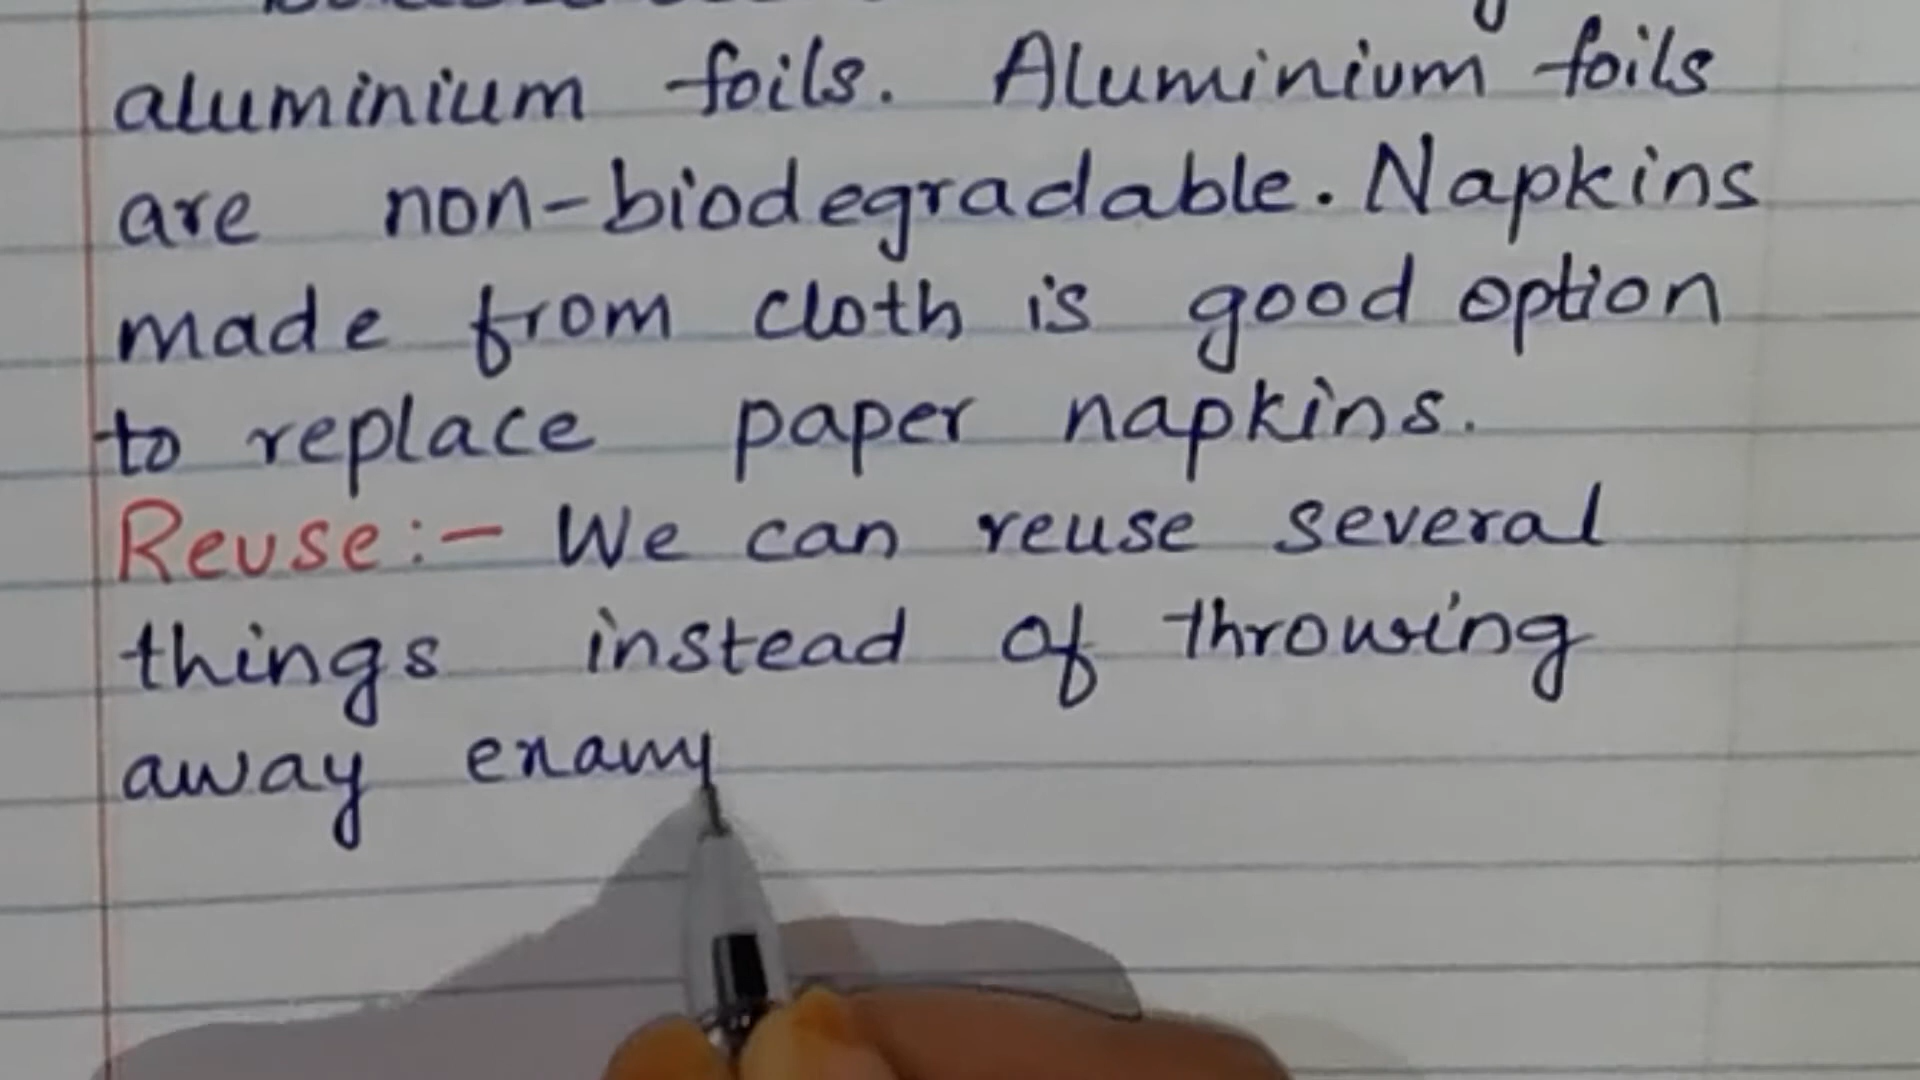 aluminium foils. Aluminium foils
are non-biodegradable. Napkins
made from cloth is good option
to replace paper napkins.
Reuse:- We can reuse several
things instead of throwing
away examp